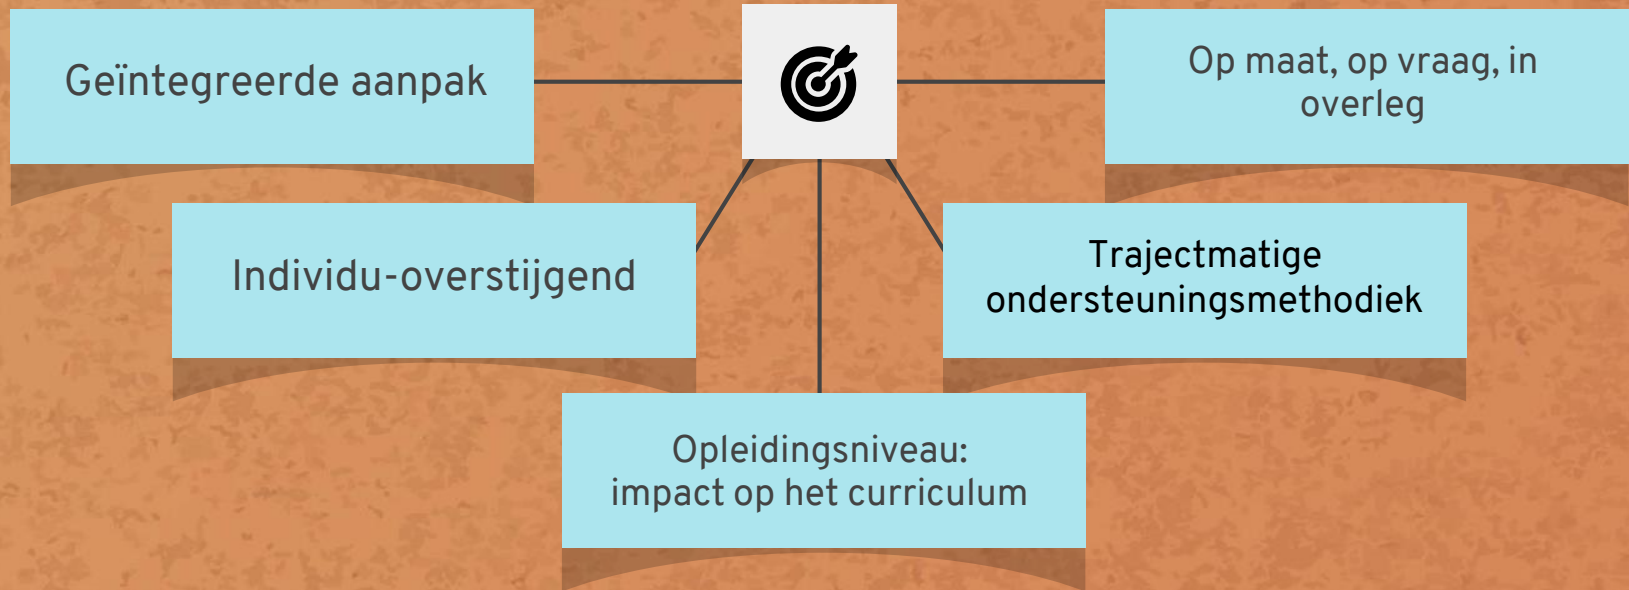 Geïntegreerde aanpak
Op maat, op vraag, in
overleg
Individu-overstijgend
Trajectmatige
ondersteuningsmethodiek
Opleidingsniveau:
impact op het curriculum